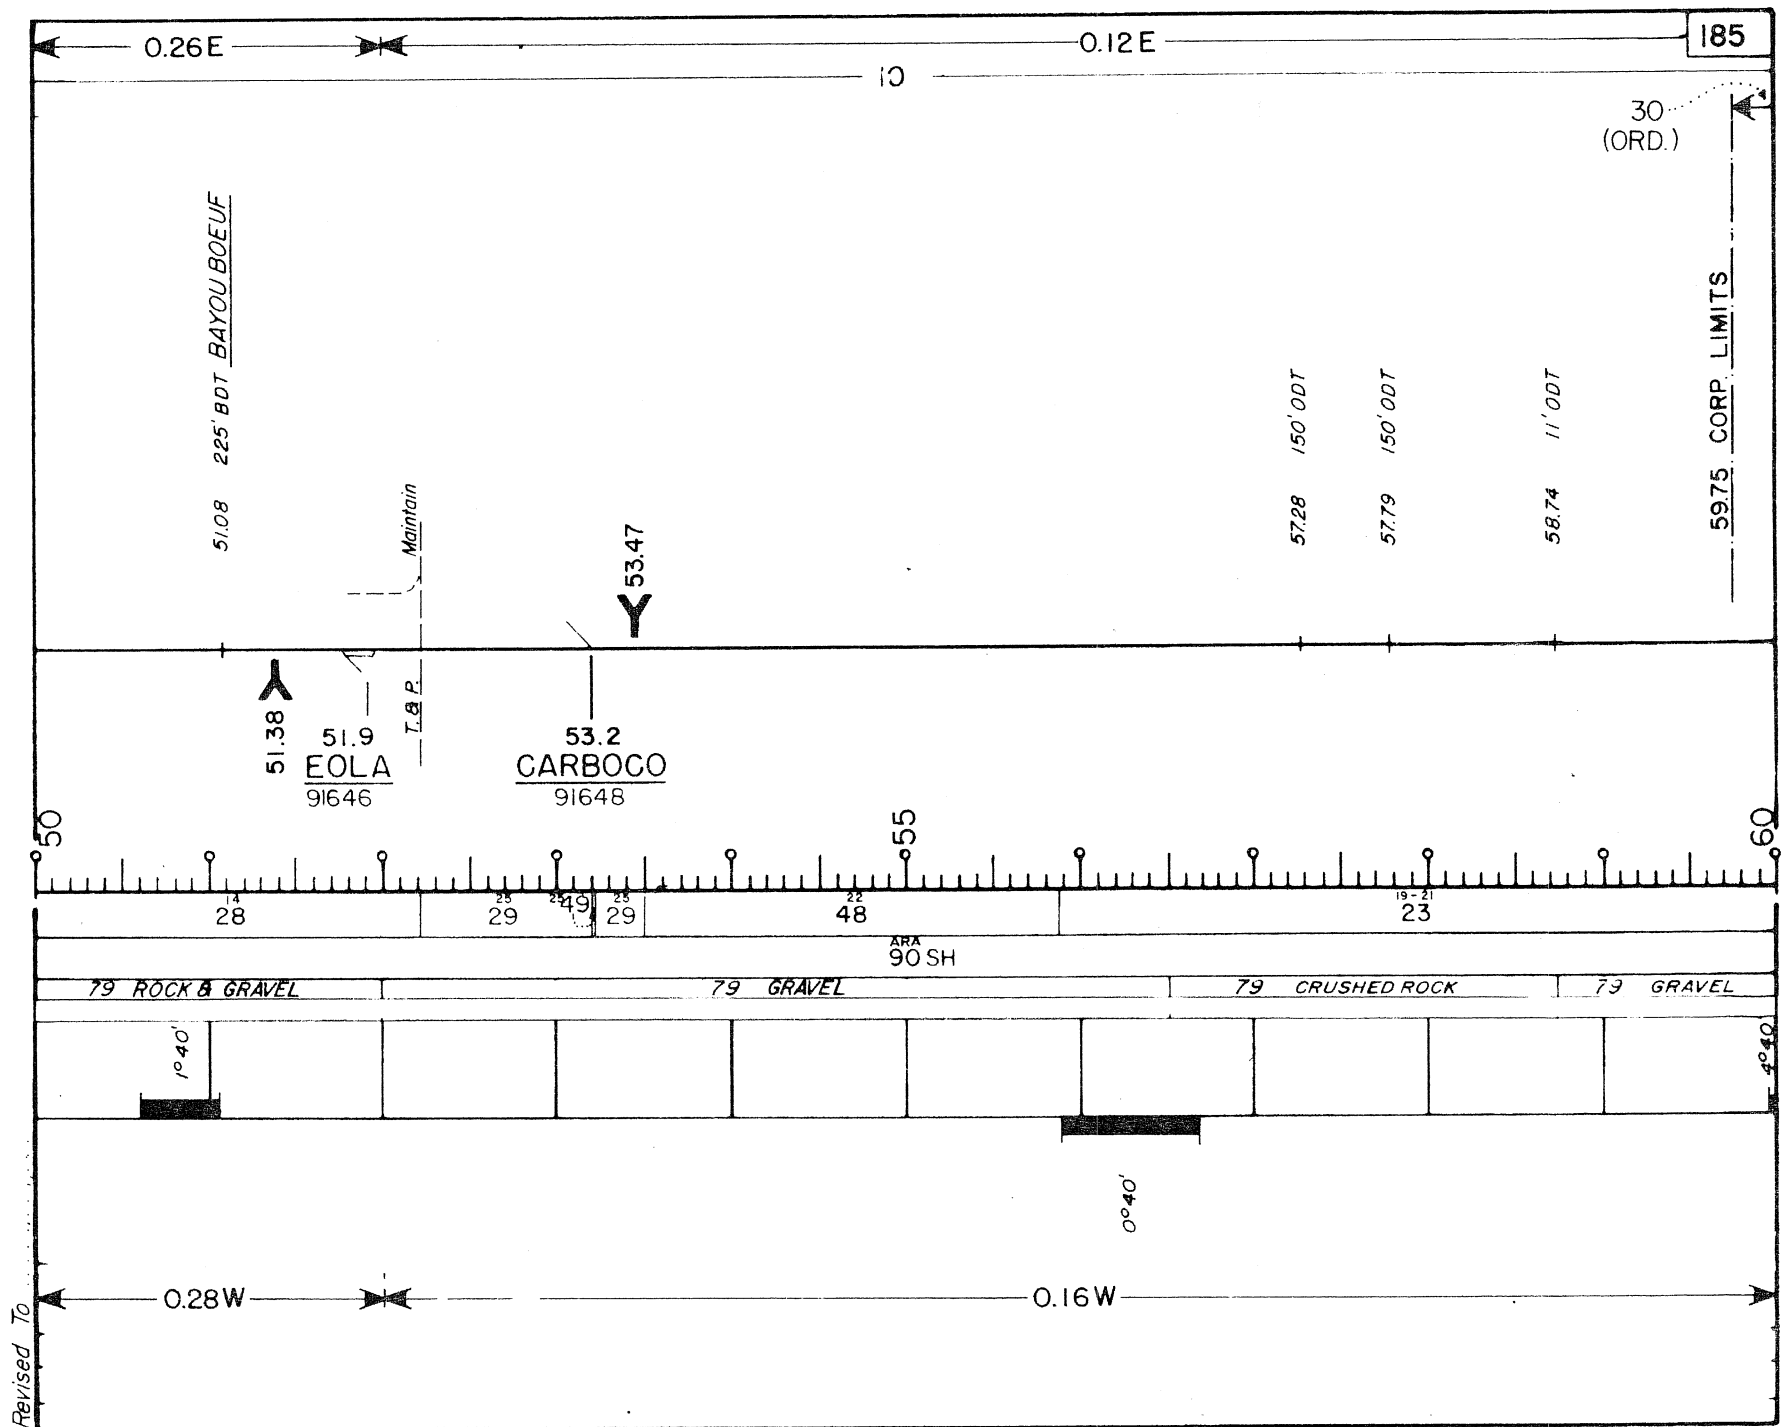 0.26E 0.12E 185
10
30
(ORD.)
51.08 225' BDT BAYOU BOEUF
Maintain
T. & P.
53.47
57.28 150' ODT
57.79 150' ODT
58.74 11' ODT
59.75 CORP. LIMITS
51.38
51.9
EOLA
91646
53.2
CARBOCO
91648
50 55 60
14 25 25 25 22 19-21
28 29 49 29 48 23
ARA
90 SH
79 ROCK & GRAVEL 79 GRAVEL 79 CRUSHED ROCK 79 GRAVEL
1°40'
4°40'
0°40'
0.28W 0.16W
Revised To